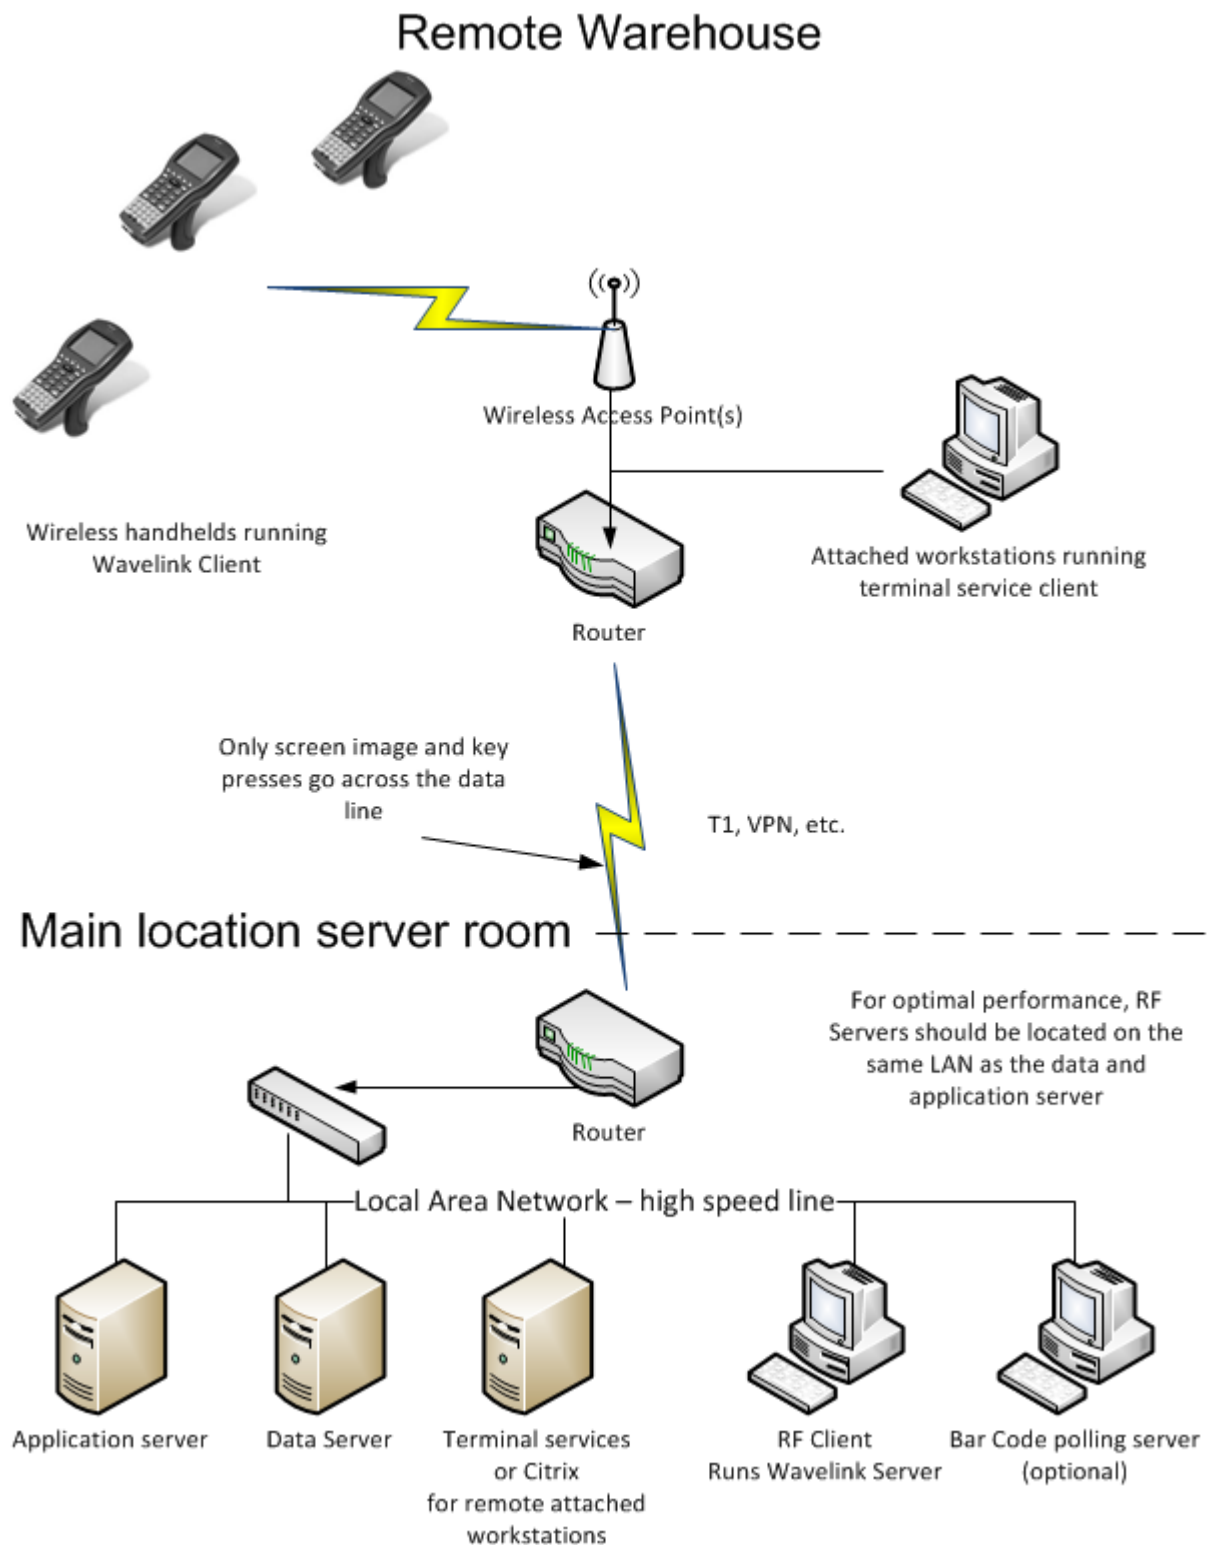 Remote Warehouse
Wireless Access Point(s)
Wireless handhelds running
Wavelink Client
Attached workstations running
terminal service client
Router
Only screen image and key
presses go across the data
line
T1, VPN, etc.
Main location server room
For optimal performance, RF
Servers should be located on the
same LAN as the data and
application server
Router
Local Area Network – high speed line
Application server
Data Server
Terminal services
or Citrix
for remote attached
workstations
RF Client
Runs Wavelink Server
Bar Code polling server
(optional)